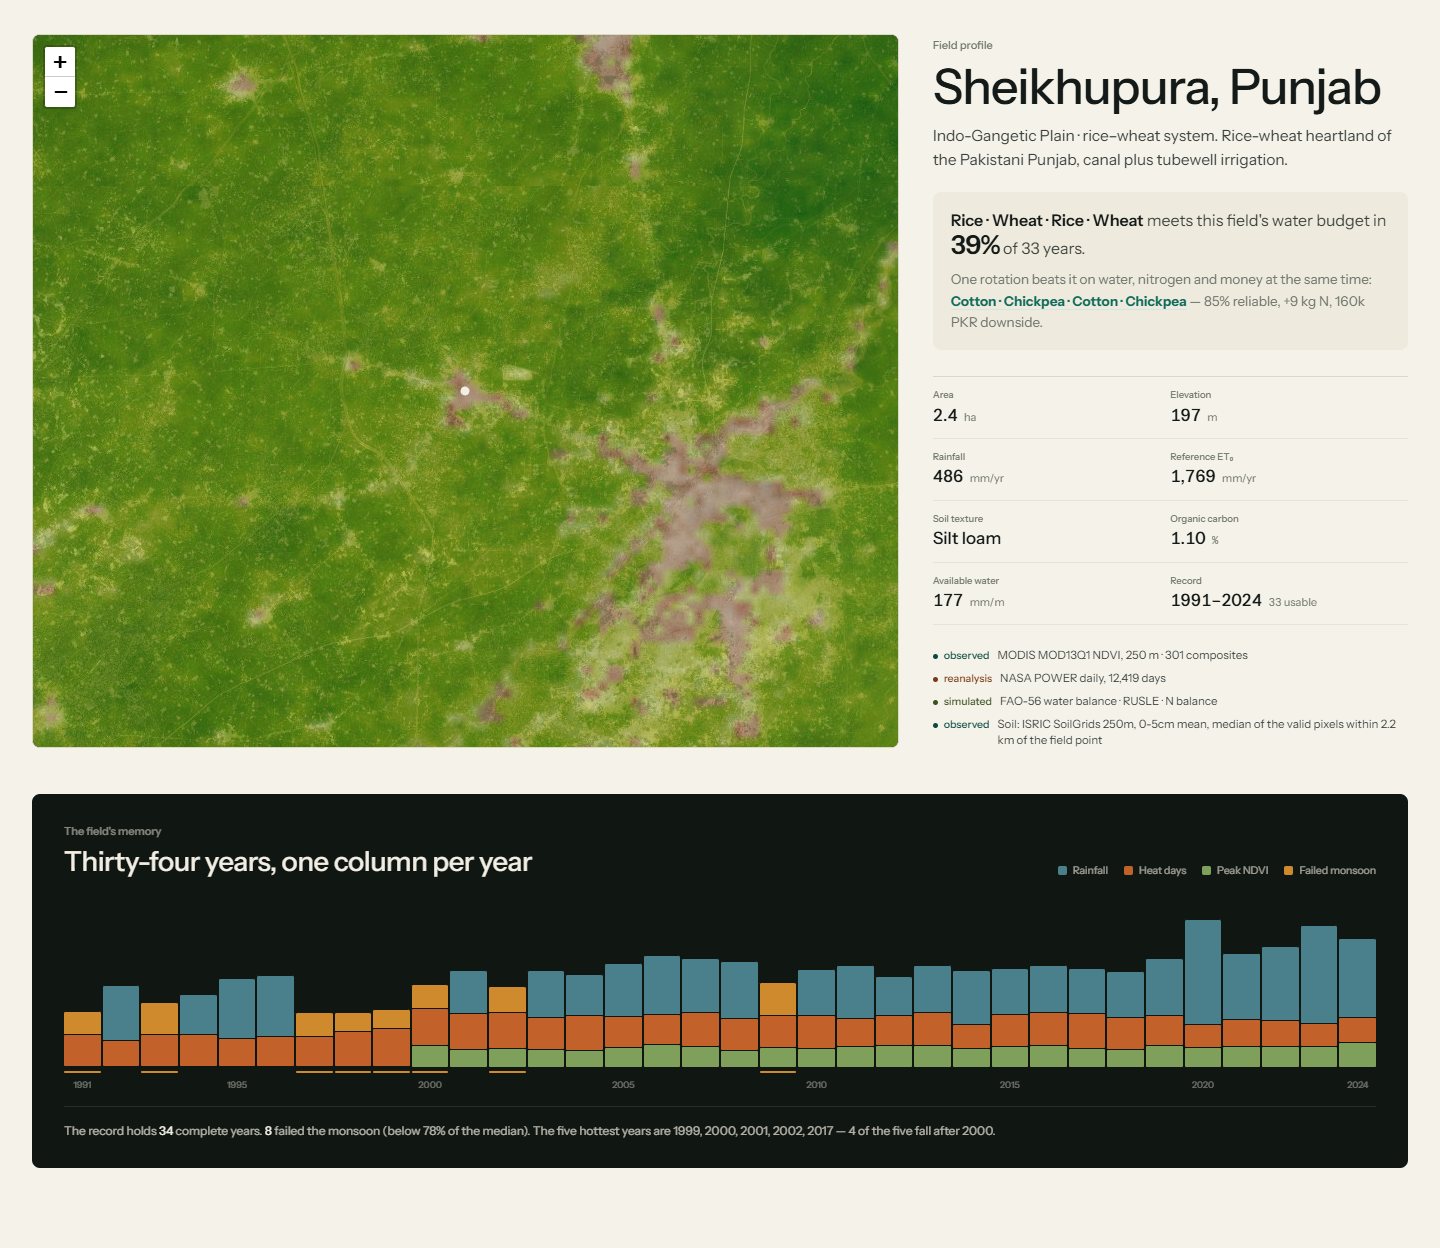 +
−
Field profile
Sheikhupura, Punjab
Indo-Gangetic Plain · rice–wheat system. Rice-wheat heartland of
the Pakistani Punjab, canal plus tubewell irrigation.
Rice · Wheat · Rice · Wheat meets this field's water budget in
39% of 33 years.
One rotation beats it on water, nitrogen and money at the same time:
Cotton · Chickpea · Cotton · Chickpea — 85% reliable, +9 kg N, 160k
PKR downside.
Area
2.4 ha
Elevation
197 m
Rainfall
486 mm/yr
Reference ET₀
1,769 mm/yr
Soil texture
Silt loam
Organic carbon
1.10 %
Available water
177 mm/m
Record
1991–2024 33 usable
observed MODIS MOD13Q1 NDVI, 250 m · 301 composites
reanalysis NASA POWER daily, 12,419 days
simulated FAO-56 water balance · RUSLE · N balance
observed Soil: ISRIC SoilGrids 250m, 0-5cm mean, median of the valid pixels within 2.2
km of the field point
The field's memory
Thirty-four years, one column per year
Rainfall Heat days Peak NDVI Failed monsoon
1991 1995 2000 2005 2010 2015 2020 2024
The record holds 34 complete years. 8 failed the monsoon (below 78% of the median). The five hottest years are 1999, 2000, 2001, 2002, 2017 — 4 of the five fall after 2000.